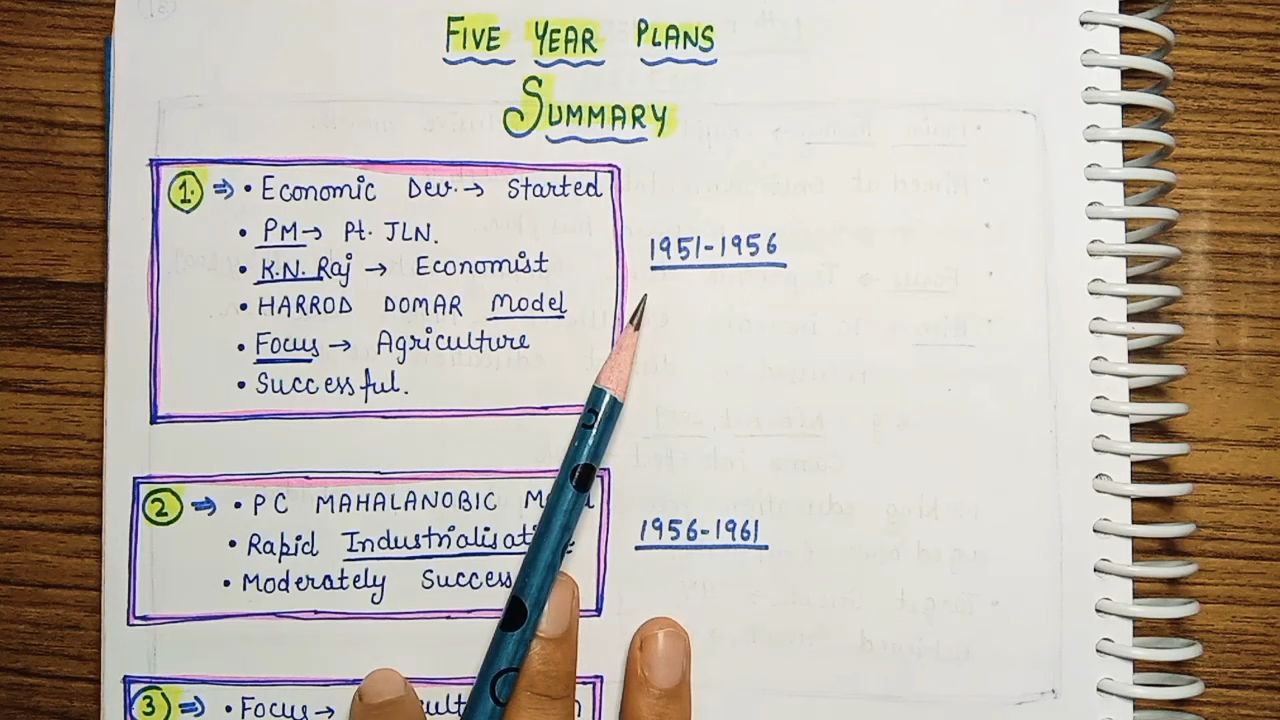 FIVE YEAR PLANS
SUMMARY
1. ⇒ • Economic Dev. → Started
• PM → Pt. JLN.
• K.N. Raj → Economist
• HARROD DOMAR Model
• Focus → Agriculture
• Successful.
1951-1956
2 ⇒ • PC MAHALANOBIC
• Rapid
• Moderately
1956-1961
3 ⇒ • Focus →